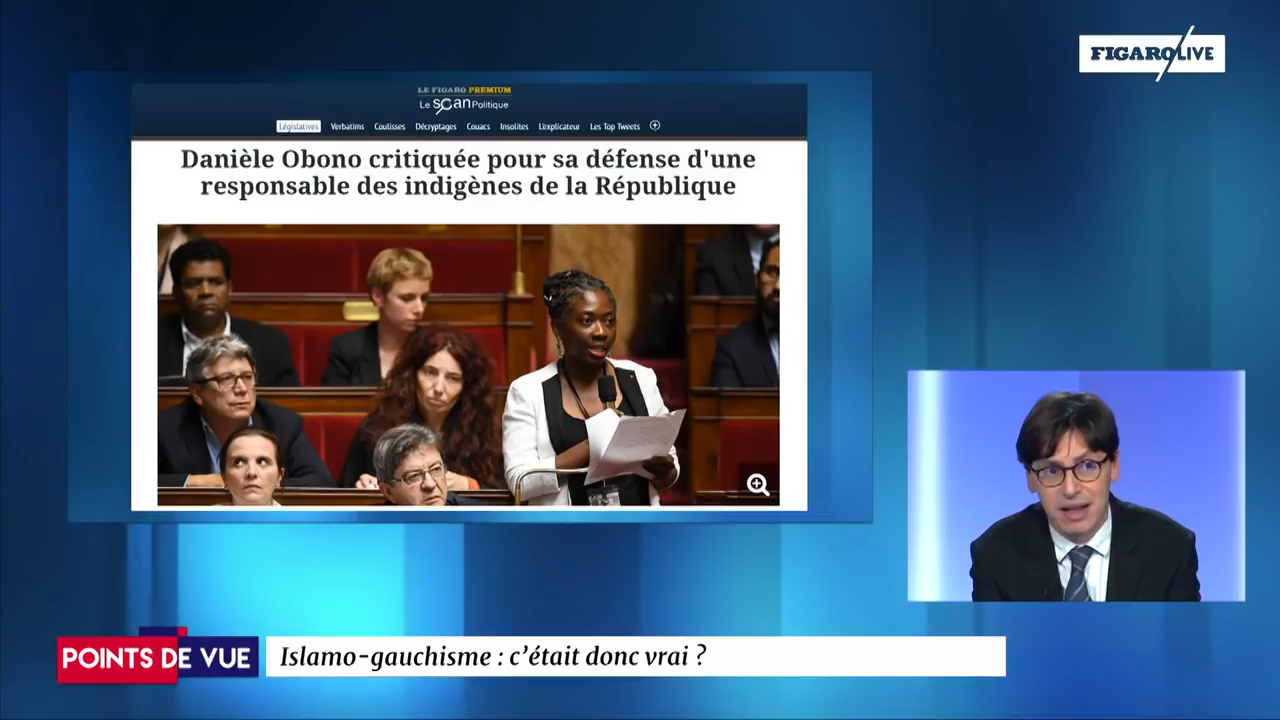 FIGARO LIVE
LE FIGARO PREMIUM
Le scan Politique
Législatives Verbatims Coulisses Décryptages Couacs Insolites L'explicateur Les Top Tweets
Danièle Obono critiquée pour sa défense d'une
responsable des indigènes de la République
POINTS DE VUE
Islamo-gauchisme : c'était donc vrai ?